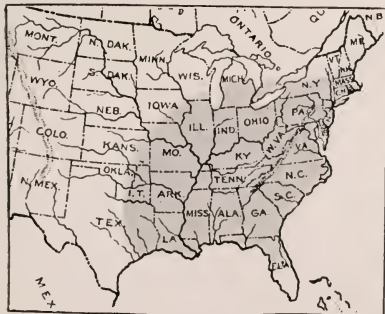 ONTARIO
QU
N B
ME.
MONT.
N. DAK.
MINN.
VT.
N.H.
WIS.
MICH.
N.Y.
MASS.
S. DAK.
WYO.
IOWA
PA.
NEB.
ILL.
IND.
OHIO
COLO.
W.VA.
VA.
KANS.
MO.
KY
N.C.
TENN.
OKLA.
I.T.
ARK.
S.C.
N. MEX.
MISS.
ALA.
GA.
TEX.
LA.
FLA.
MEX